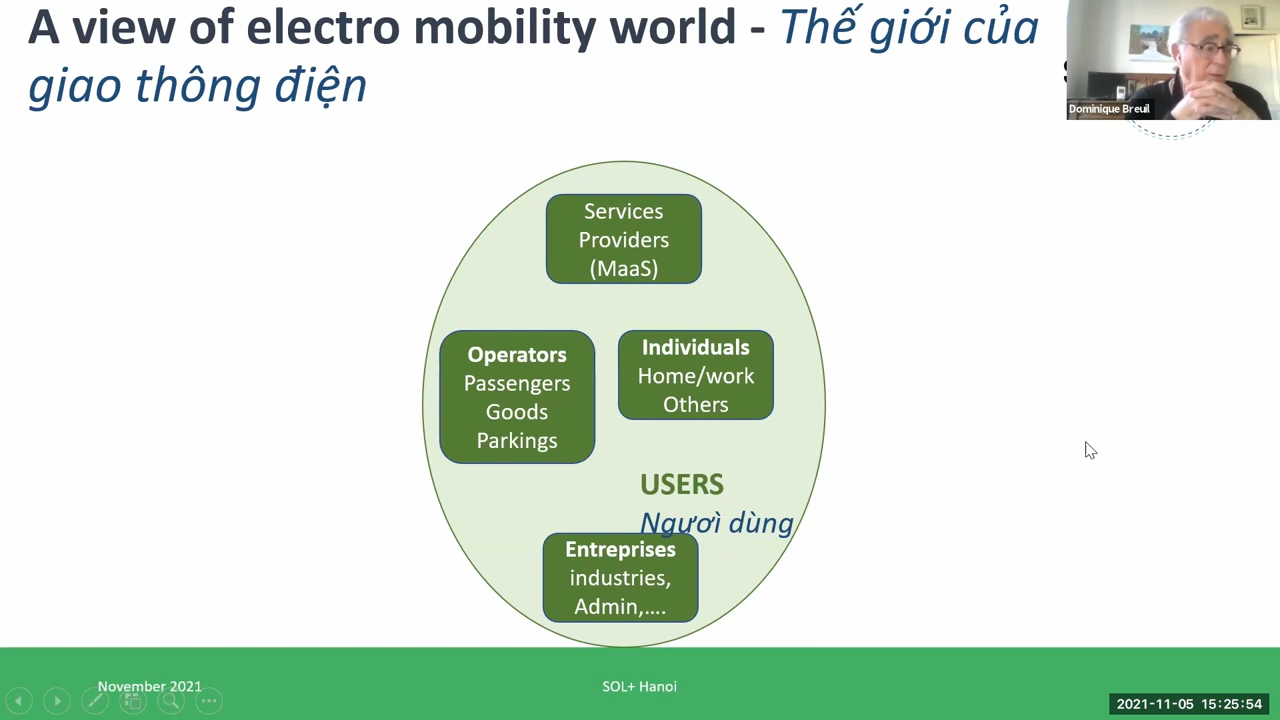 A view of electro mobility world - Thế giới của
giao thông điện
Dominique Breuil
Services
Providers
(MaaS)
Operators
Passengers
Goods
Parkings
Individuals
Home/work
Others
USERS
Người dùng
Entreprises
industries,
Admin,....
November 2021
SOL+ Hanoi
2021-11-05 15:25:54